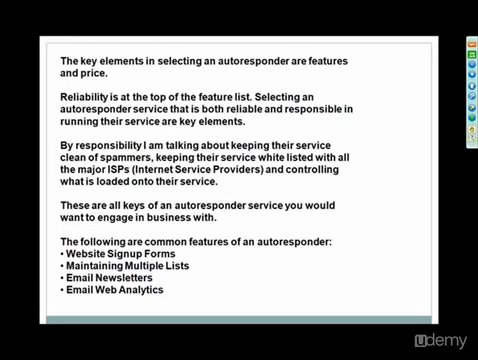 The key elements in selecting an autoresponder are features
and price.
Reliability is at the top of the feature list. Selecting an
autoresponder service that is both reliable and responsible in
running their service are key elements.
By responsibility I am talking about keeping their service
clean of spammers, keeping their service white listed with all
the major ISPs (Internet Service Providers) and controlling
what is loaded onto their service.
These are all keys of an autoresponder service you would
want to engage in business with.
The following are common features of an autoresponder:
• Website Signup Forms
• Maintaining Multiple Lists
• Email Newsletters
• Email Web Analytics
udemy